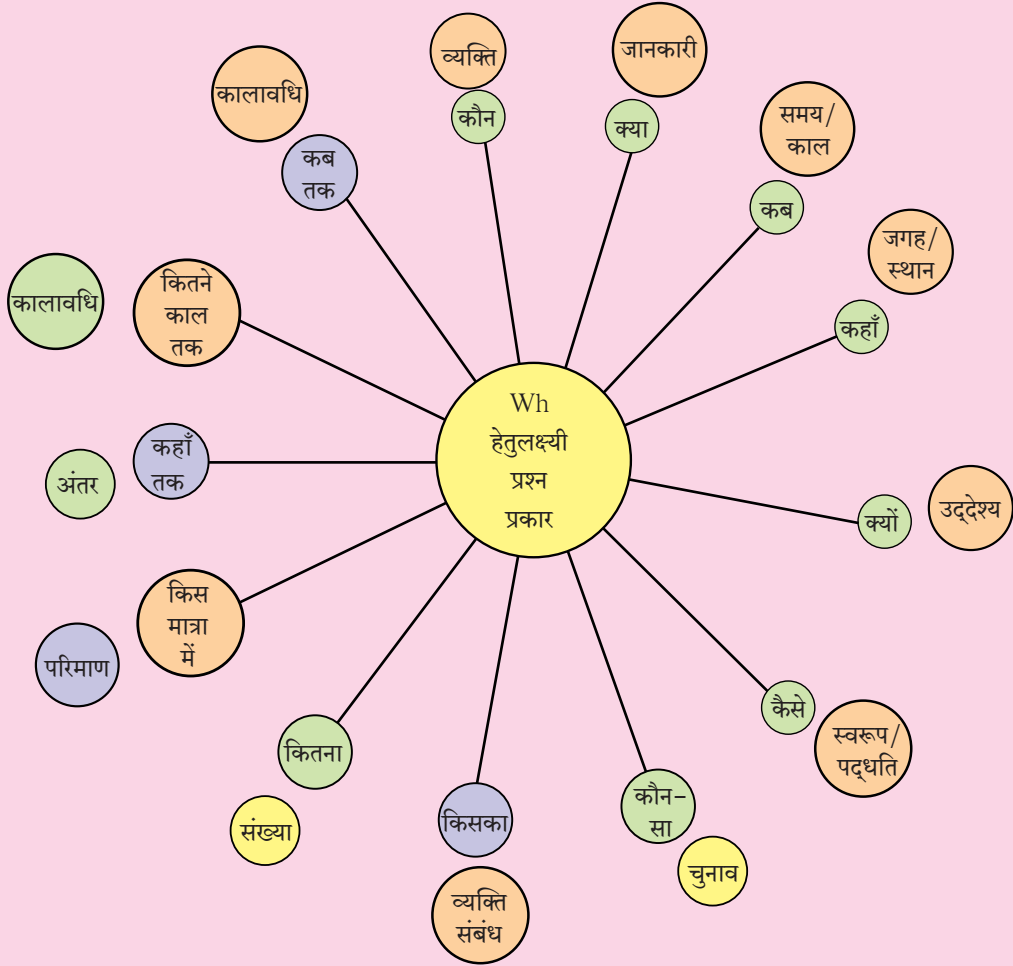 Wh
हेतुलक्ष्यी
प्रश्न
प्रकार
व्यक्ति
कौन
जानकारी
क्या
समय/
काल
कब
जगह/
स्थान
कहाँ
उद्‌देश्य
क्यों
स्वरूप/
पद्‌धति
कैसे
कौन-
सा
चुनाव
किसका
व्यक्ति
संबंध
कितना
संख्या
किस
मात्रा
में
परिमाण
कहाँ
तक
अंतर
कितने
काल
तक
कालावधि
कब
तक
कालावधि